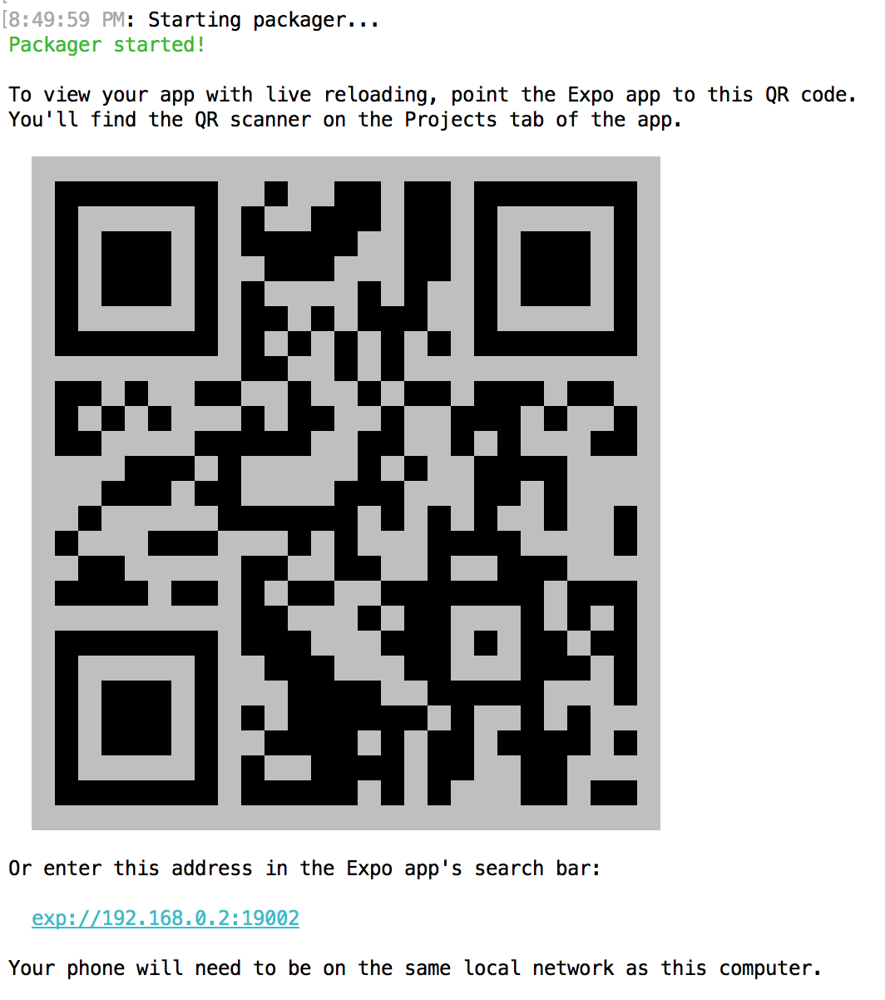 [8:49:59 PM: Starting packager...
Packager started!
To view your app with live reloading, point the Expo app to this QR code.
You'll find the QR scanner on the Projects tab of the app.
Or enter this address in the Expo app's search bar:
exp://192.168.0.2:19002
Your phone will need to be on the same local network as this computer.